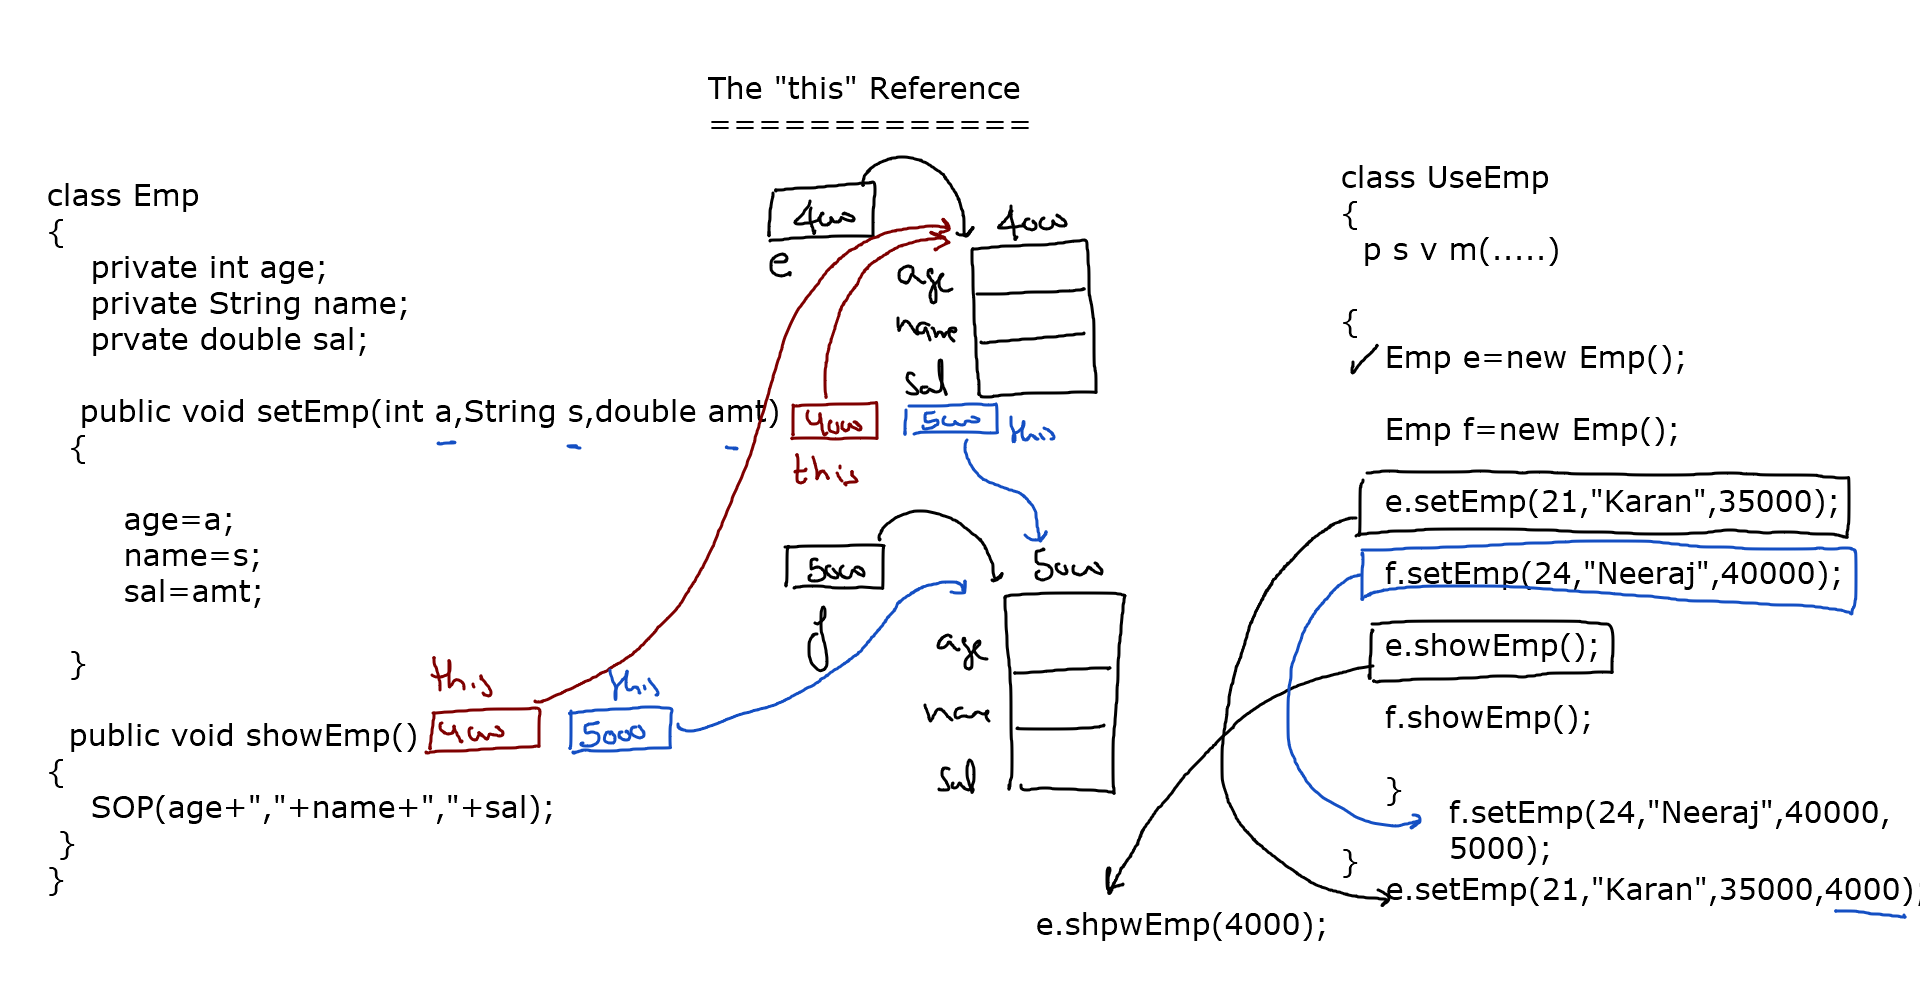 The "this" Reference
=============
class Emp
{
private int age;
private String name;
prvate double sal;
public void setEmp(int a,String s,double amt)
{
age=a;
name=s;
sal=amt;
}
public void showEmp()
{
SOP(age+","+name+","+sal);
}
}
4000
e
4000
age
name
sal
4000
this
5000
this
5000
f
5000
age
name
sal
this
4000
this
5000
class UseEmp
{
p s v m(.....)
{
Emp e=new Emp();
Emp f=new Emp();
e.setEmp(21,"Karan",35000);
f.setEmp(24,"Neeraj",40000);
e.showEmp();
f.showEmp();
}
f.setEmp(24,"Neeraj",40000,
5000);
}
e.setEmp(21,"Karan",35000,4000);
e.shpwEmp(4000);